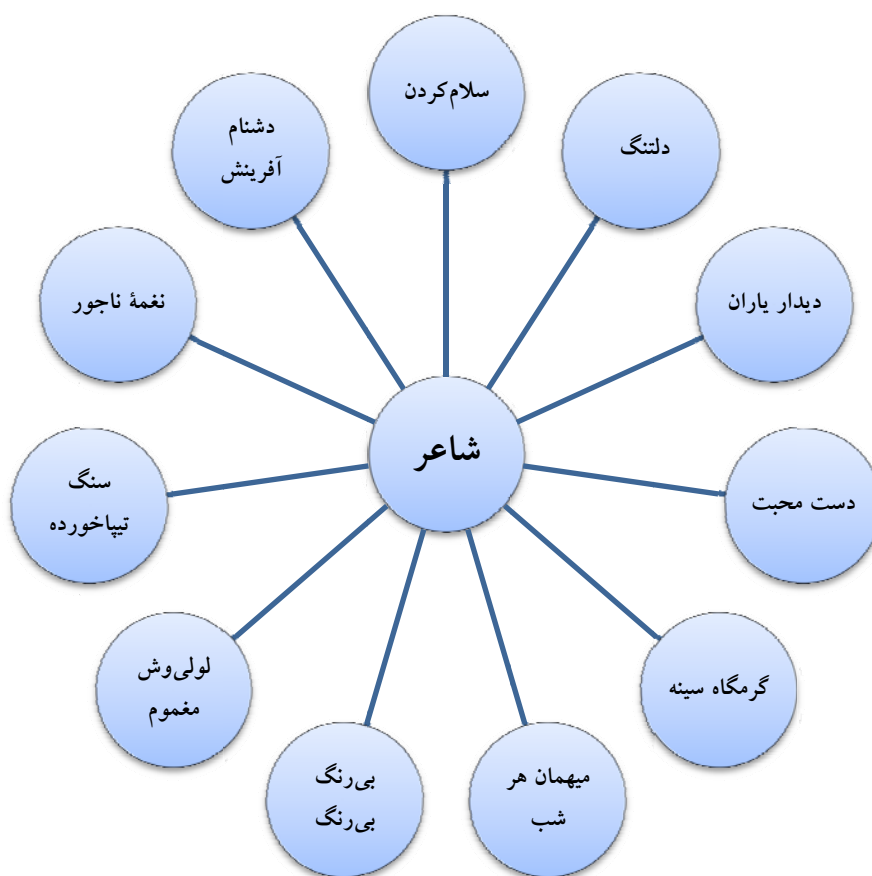 سلام‌کردن
دلتنگ
دیدار یاران
دست محبت
گرمگاه سینه
میهمان هر
شب
بی‌رنگ
بی‌رنگ
لولی‌وش
مغموم
سنگ
تیپاخورده
نغمهٔ ناجور
دشنام
آفرینش
شاعر